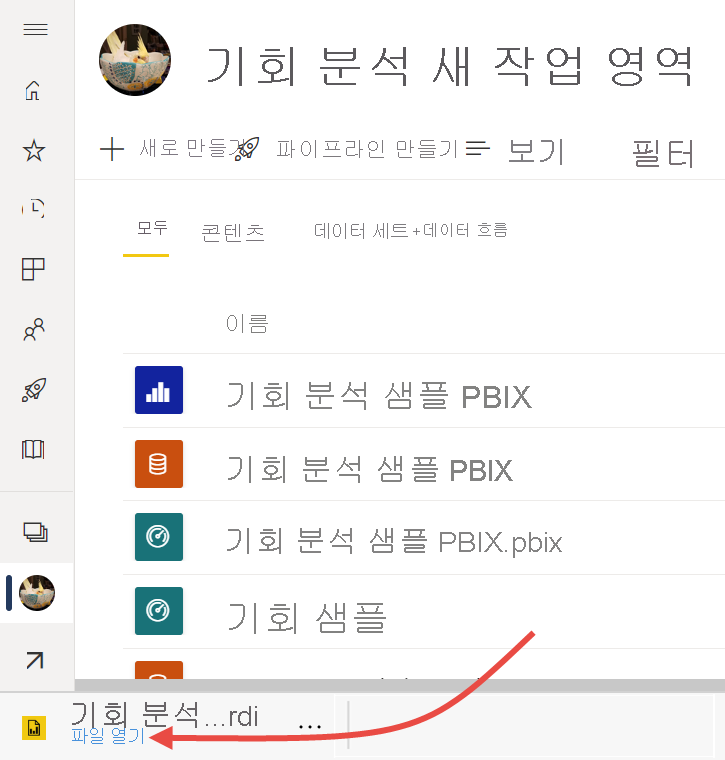 기회 분석 새 작업 영역
새로 만들기 파이프라인 만들기 보기 필터
모두 콘텐츠 데이터 세트+데이터 흐름
이름
기회 분석 샘플 PBIX
기회 분석 샘플 PBIX
기회 분석 샘플 PBIX.pbix
기회 샘플
기회 분석...rdl ...
파일 열기